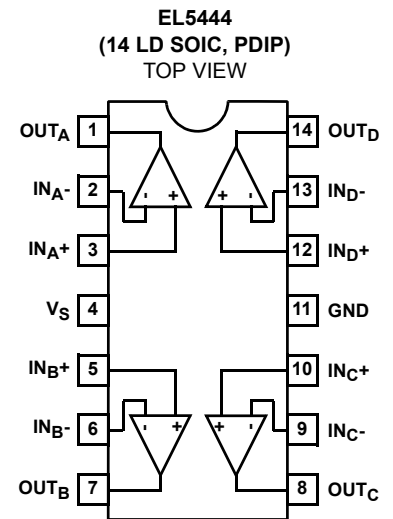 EL5444
(14 LD SOIC, PDIP)
TOP VIEW
OUTA 1 14 OUTD
INA- 2 13 IND-
- + + -
INA+ 3 12 IND+
VS 4 11 GND
INB+ 5 10 INC+
INB- 6 9 INC-
- + + -
OUTB 7 8 OUTC